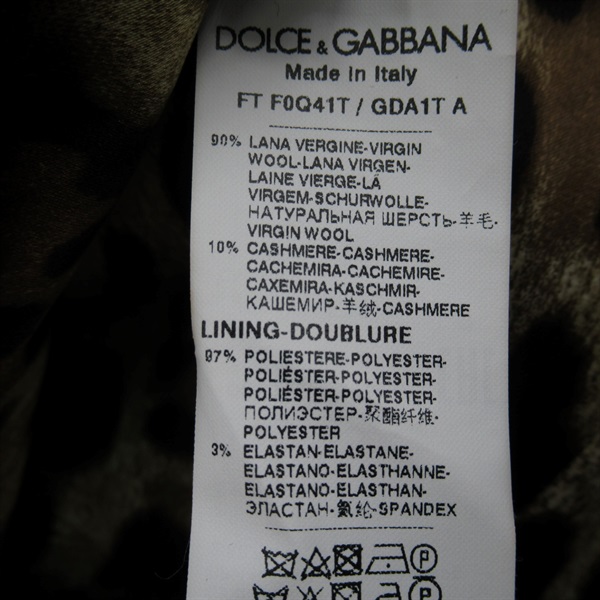 DOLCE & GABBANA
Made in Italy
FT F0Q41T / GDA1T A
90% LANA VERGINE-VIRGIN
WOOL-LANA VIRGEN-
LAINE VIERGE-LÃ
VIRGEM-SCHURWOLLE-
НАТУРАЛЬНАЯ ШЕРСТЬ-羊毛-
VIRGIN WOOL
10% CASHMERE-CASHMERE-
CACHEMIRA-CACHEMIRE-
CAXEMIRA-KASCHMIR-
КАШЕМИР-羊绒-CASHMERE
LINING-DOUBLURE
97% POLIESTERE-POLYESTER-
POLIÉSTER-POLYESTER-
POLIÉSTER-POLYESTER-
ПОЛИЭСТЕР-聚酯纤维-
POLYESTER
3% ELASTAN-ELASTANE-
ELASTANO-ELASTHANNE-
ELASTANO-ELASTHAN-
ЭЛАСТАН-氨纶-SPANDEX
P
P